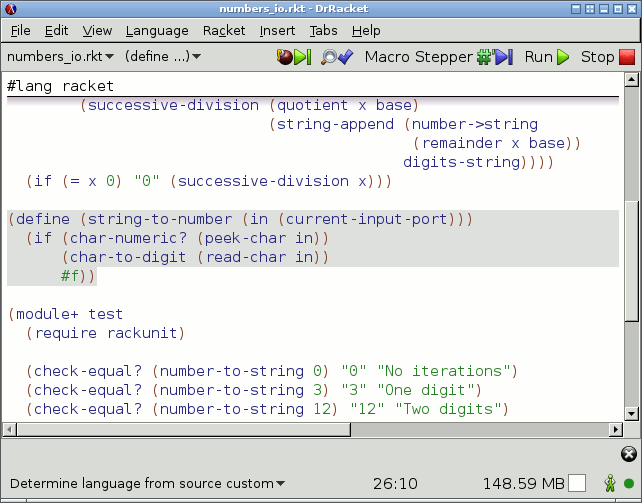 numbers_io.rkt - DrRacket
File Edit View Language Racket Insert Tabs Help
numbers_io.rkt (define ...) Macro Stepper Run Stop
#lang racket
(successive-division (quotient x base)
(string-append (number->string
(remainder x base))
digits-string))))
(if (= x 0) "0" (successive-division x)))
(define (string-to-number (in (current-input-port)))
(if (char-numeric? (peek-char in))
(char-to-digit (read-char in))
#f))
(module+ test
(require rackunit)
(check-equal? (number-to-string 0) "0" "No iterations")
(check-equal? (number-to-string 3) "3" "One digit")
(check-equal? (number-to-string 12) "12" "Two digits")
Determine language from source custom 26:10 148.59 MB